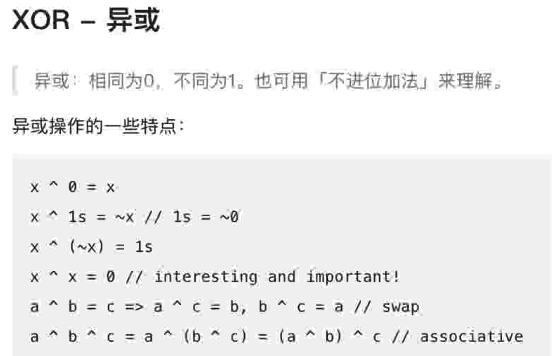 XOR – 异或
异或：相同为0，不同为1。也可用「不进位加法」来理解。
异或操作的一些特点：
x ^ 0 = x
x ^ 1s = ~x // 1s = ~0
x ^ (~x) = 1s
x ^ x = 0 // interesting and important!
a ^ b = c => a ^ c = b, b ^ c = a // swap
a ^ b ^ c = a ^ (b ^ c) = (a ^ b) ^ c // associative